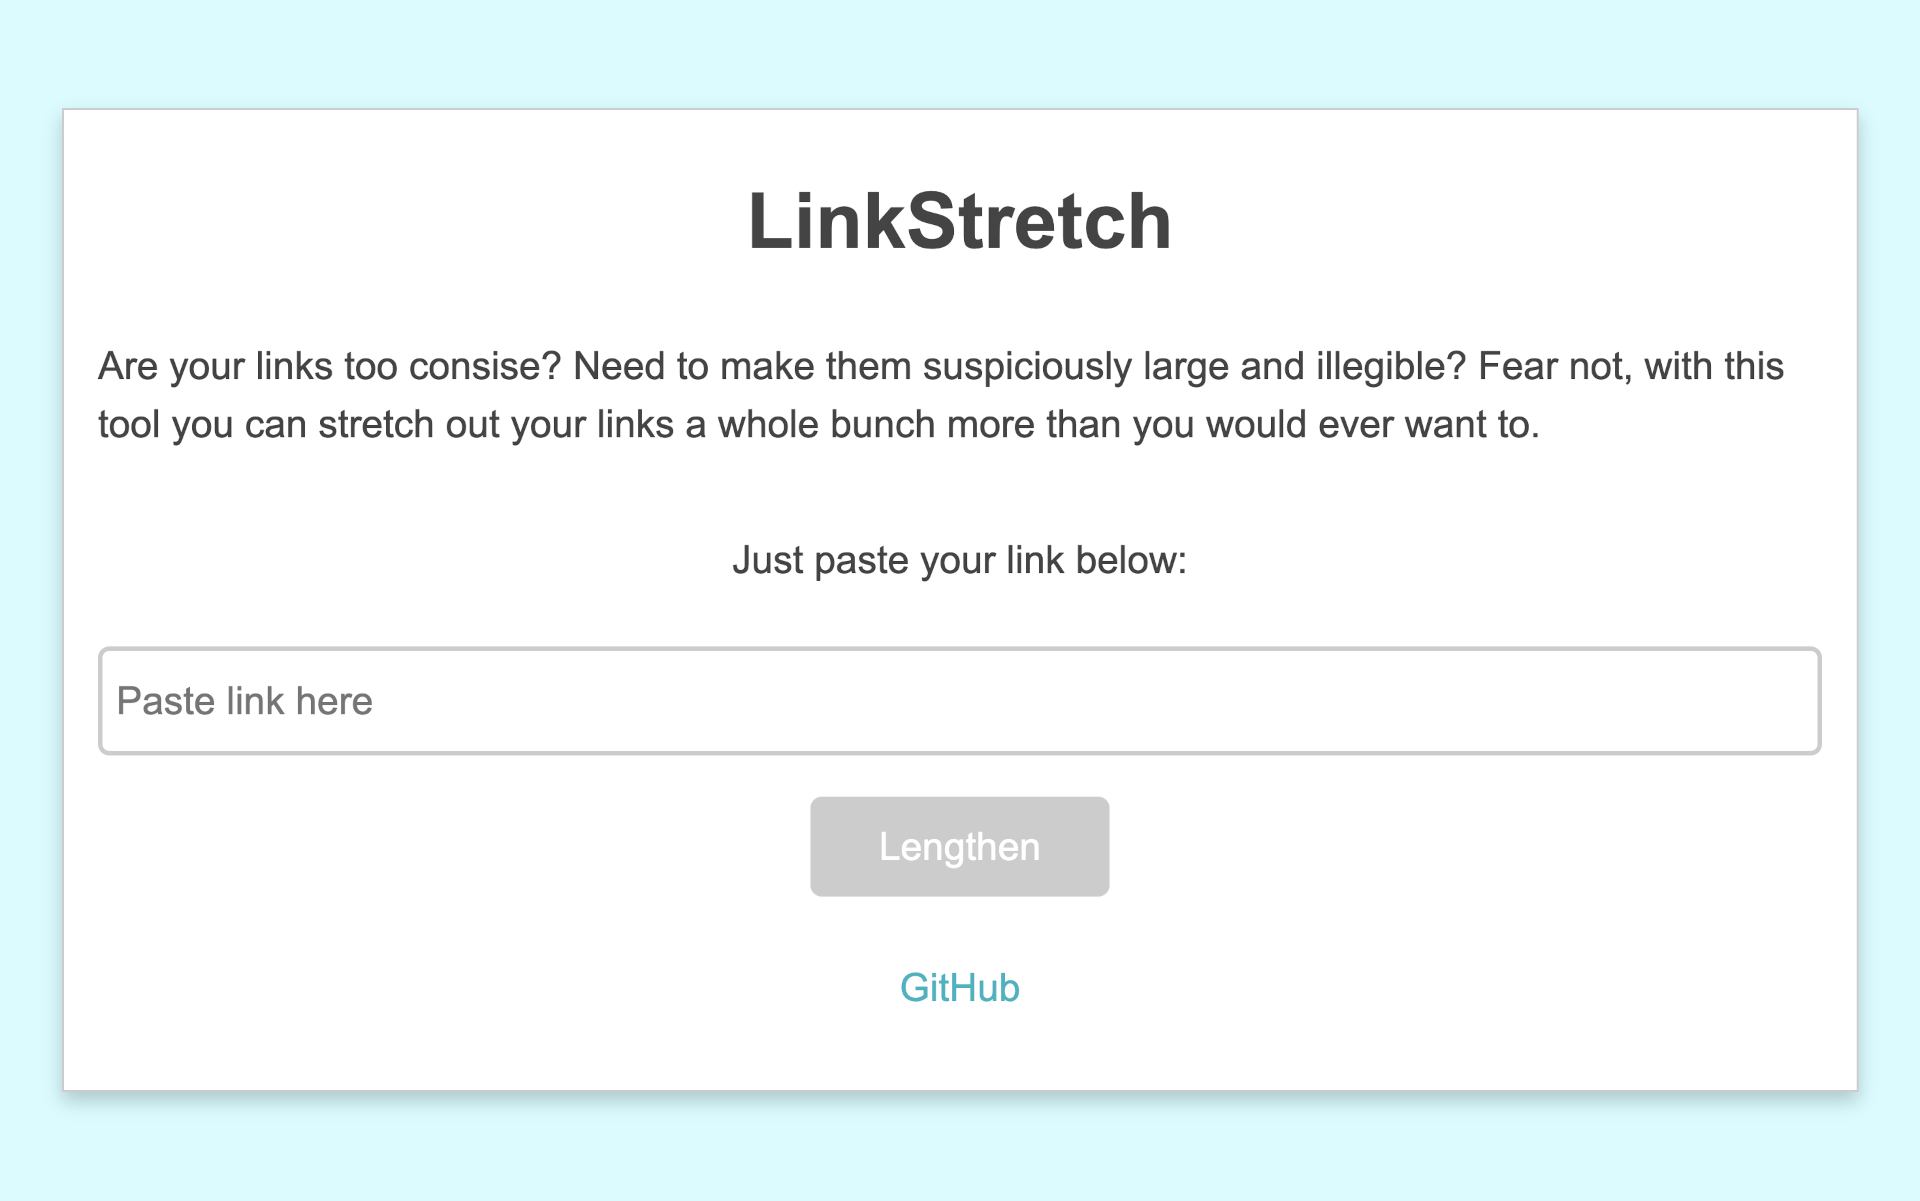 LinkStretch
Are your links too consise? Need to make them suspiciously large and illegible? Fear not, with this
tool you can stretch out your links a whole bunch more than you would ever want to.
Just paste your link below:
Paste link here
Lengthen
GitHub